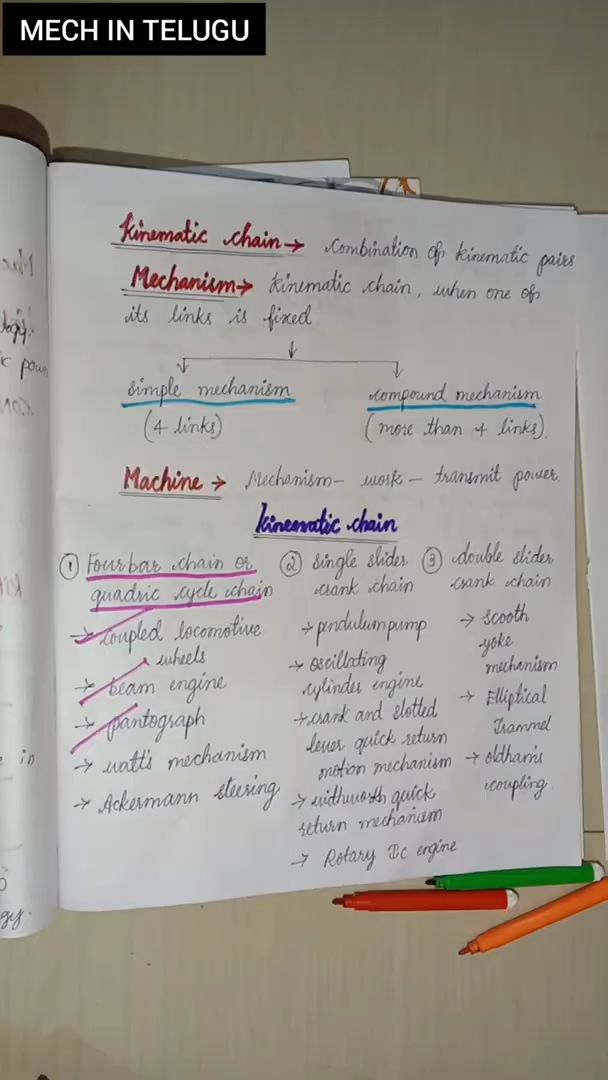 MECH IN TELUGU
Kinematic chain → Combination of kinematic pairs
Mechanism → Kinematic chain, when one of
its links is fixed
simple mechanism
(4 links)
compound mechanism
(more than 4 links)
Machine → Mechanism - work - transmit power
kinematic chain
① Four bar chain or
quadric cycle chain
→ coupled locomotive
wheels
→ beam engine
→ pantograph
→ watt's mechanism
→ Ackermann steering
② single slider
crank chain
→ pendulum pump
→ oscillating
cylinder engine
→ crank and slotted
lever quick return
motion mechanism
→ withworth quick
return mechanism
→ Rotary Ic engine
③ double slider
crank chain
→ scooth
yoke
mechanism
→ Elliptical
Trammel
→ oldham's
coupling
in
gy.